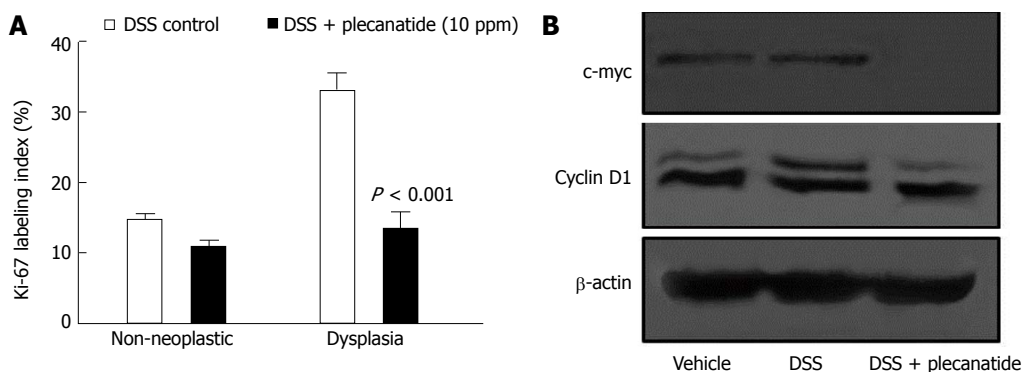 A
DSS control
DSS + plecanatide (10 ppm)
Ki-67 labeling index (%)
40
30
20
10
0
P < 0.001
Non-neoplastic
Dysplasia
B
c-myc
Cyclin D1
β-actin
Vehicle
DSS
DSS + plecanatide